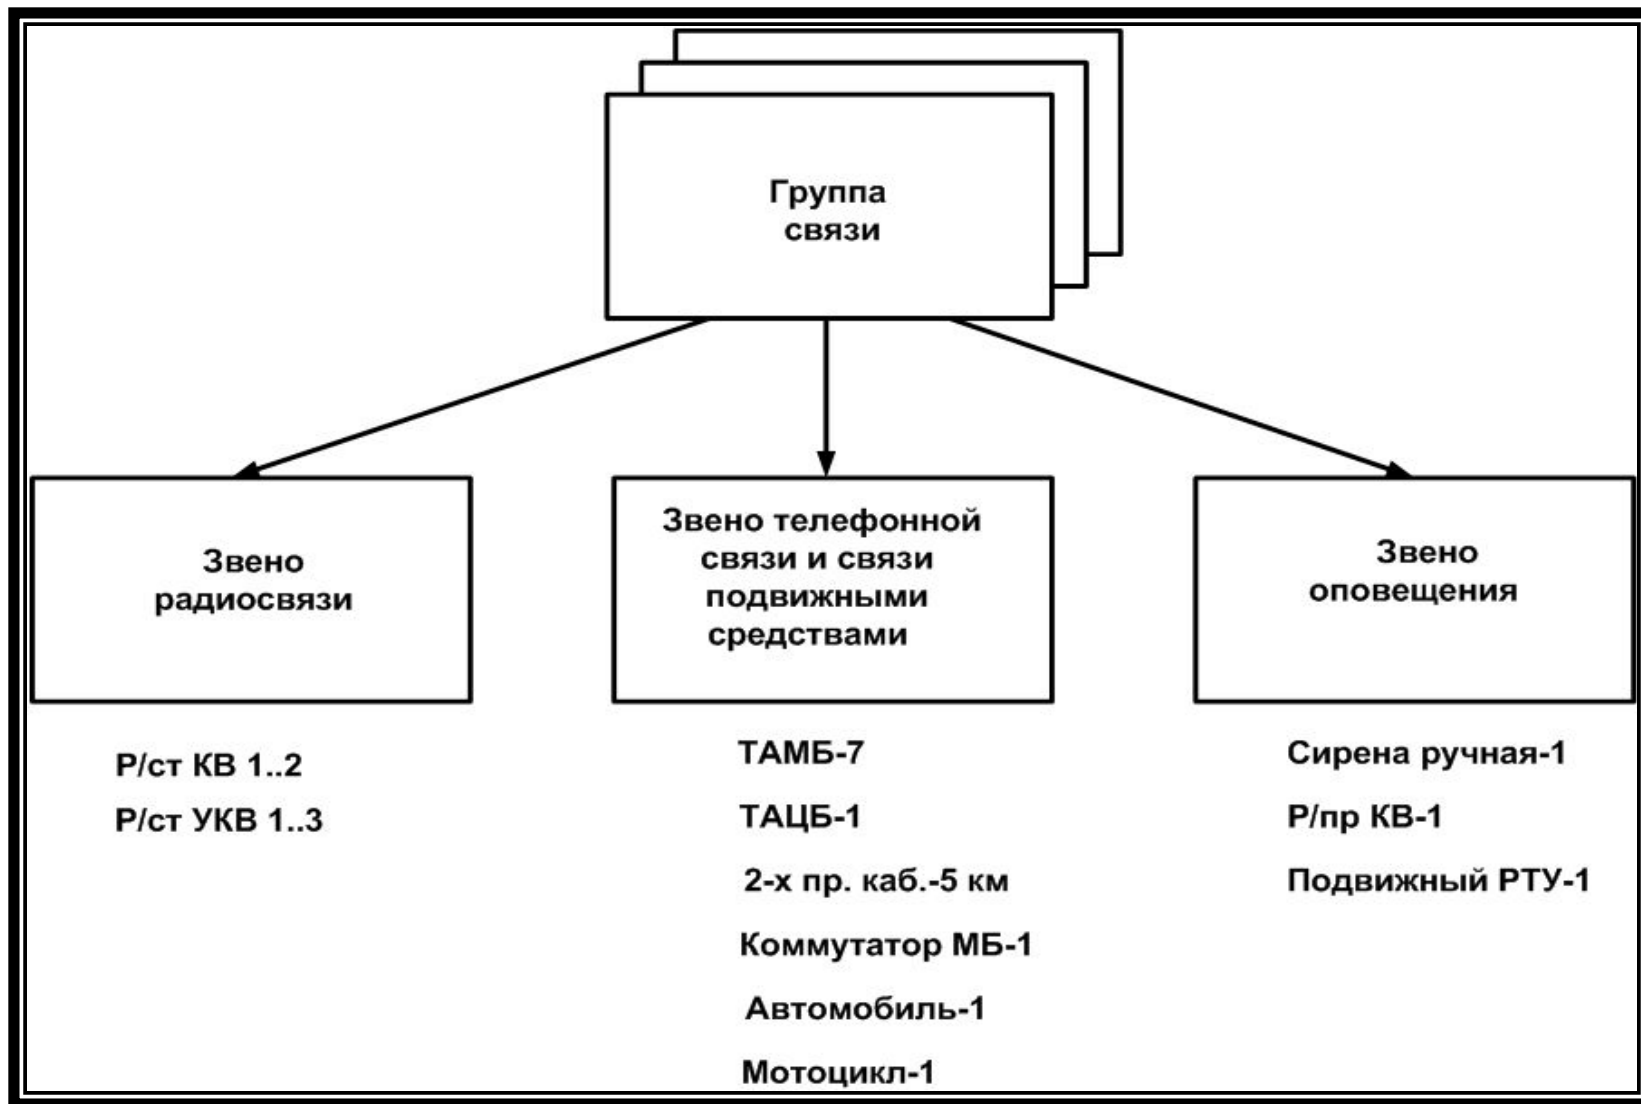 Группа
связи
Звено
радиосвязи
Звено телефонной
связи и связи
подвижными
средствами
Звено
оповещения
Р/ст КВ 1..2
Р/ст УКВ 1..3
ТАМБ-7
ТАЦБ-1
2-х пр. каб.-5 км
Коммутатор МБ-1
Автомобиль-1
Мотоцикл-1
Сирена ручная-1
Р/пр КВ-1
Подвижный РТУ-1